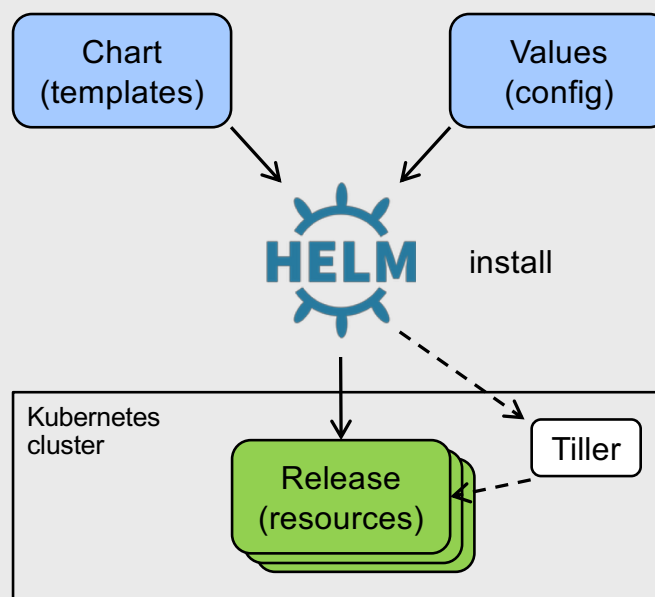 Chart
(templates)
Values
(config)
HELM
install
Kubernetes
cluster
Tiller
Release
(resources)